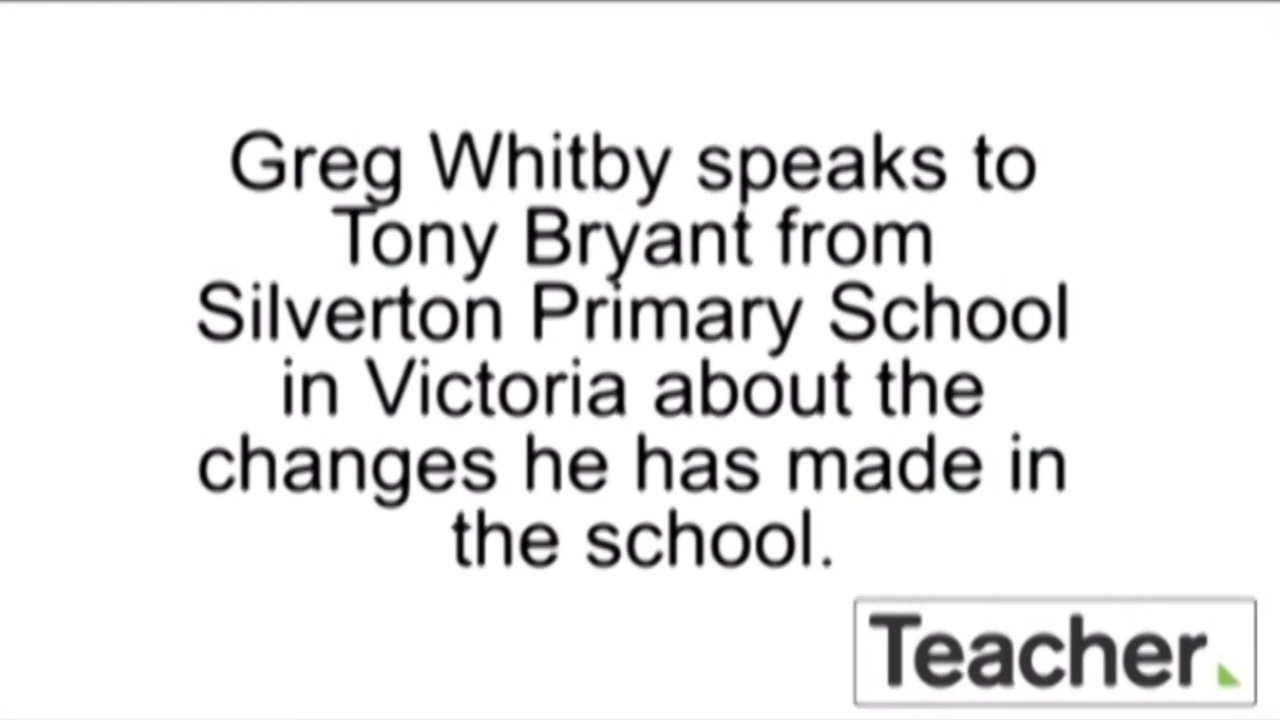 Greg Whitby speaks to
Tony Bryant from
Silverton Primary School
in Victoria about the
changes he has made in
the school.
Teacher